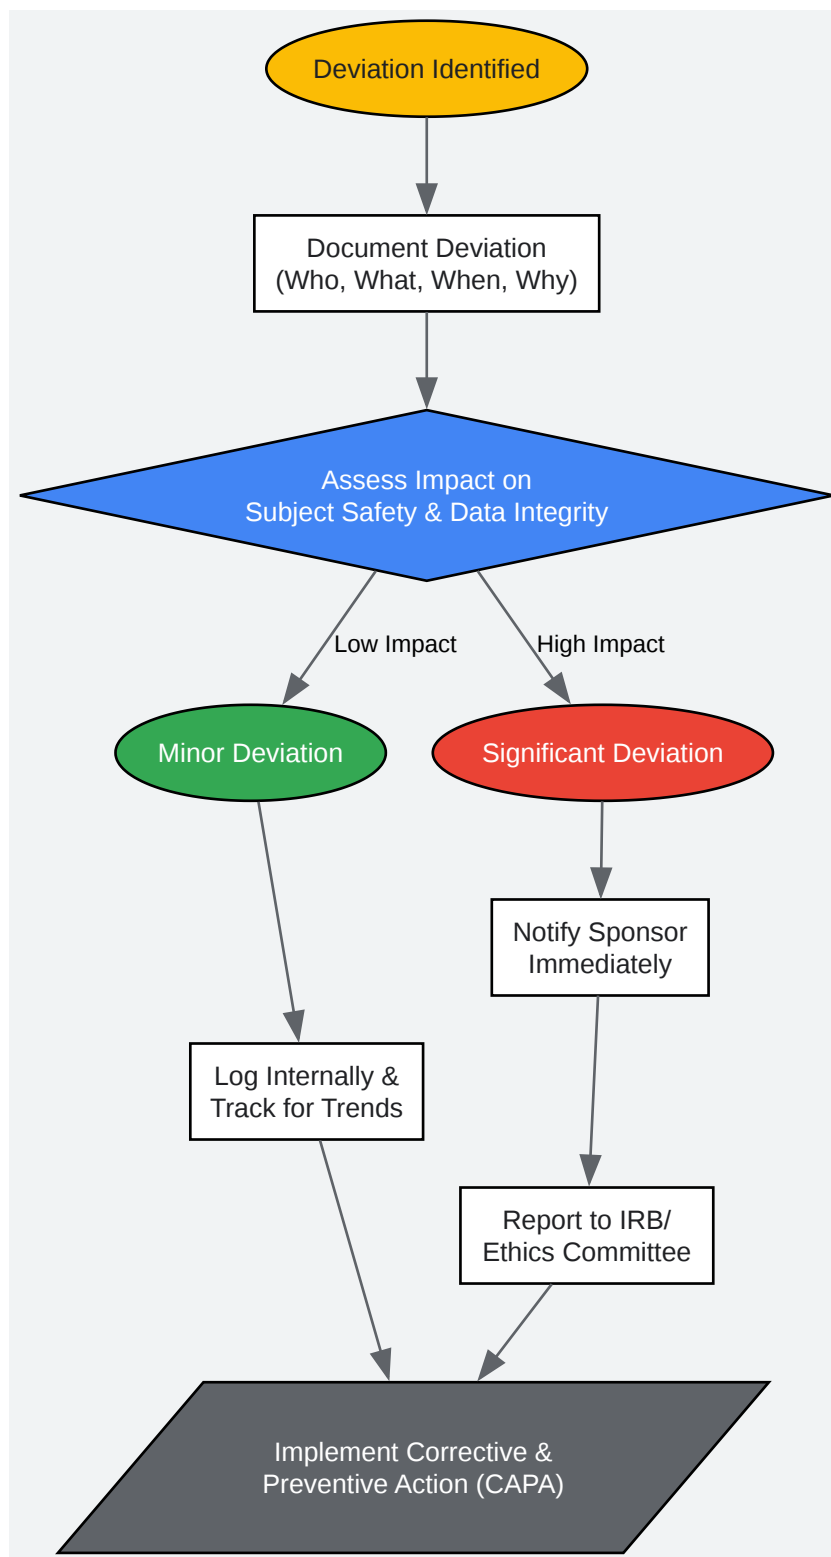 Deviation Identified
Document Deviation
(Who, What, When, Why)
Assess Impact on
Subject Safety & Data Integrity
Low Impact
High Impact
Minor Deviation
Significant Deviation
Notify Sponsor
Immediately
Log Internally &
Track for Trends
Report to IRB/
Ethics Committee
Implement Corrective &
Preventive Action (CAPA)